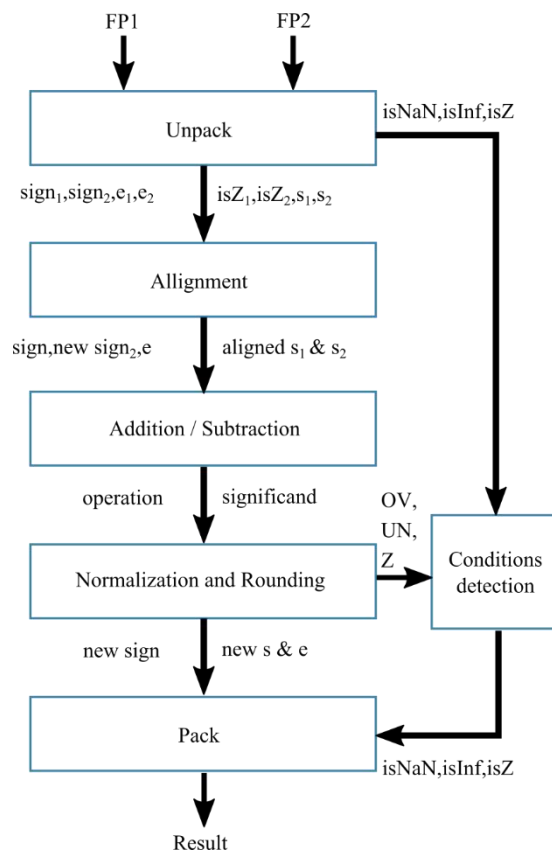 FP1
FP2
isNaN,isInf,isZ
Unpack
sign₁,sign₂,e₁,e₂
isZ₁,isZ₂,s₁,s₂
Allignment
sign,new sign₂,e
aligned s₁ & s₂
Addition / Subtraction
operation
significand
OV,
UN,
Z
Normalization and Rounding
Conditions
detection
new sign
new s & e
Pack
isNaN,isInf,isZ
Result